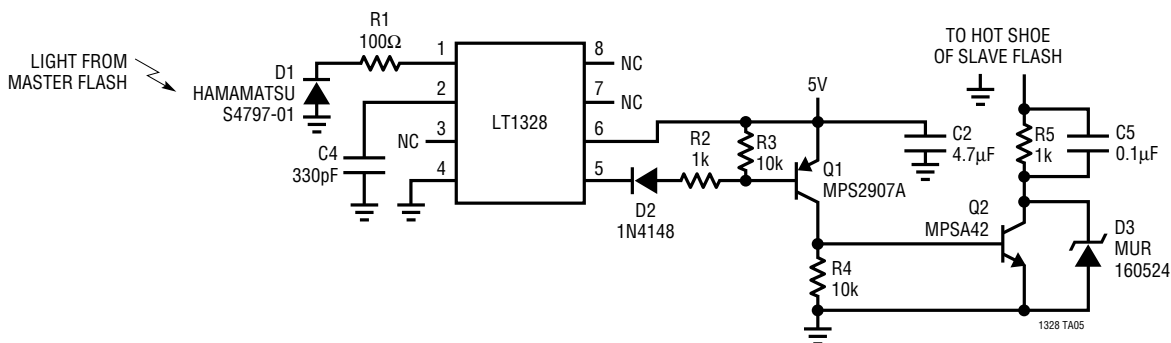 LIGHT FROM
MASTER FLASH
D1
HAMAMATSU
S4797-01
R1
100Ω
C4
330pF
1
2
NC
3
4
LT1328
8
NC
7
NC
6
5
D2
1N4148
R2
1k
R3
10k
5V
Q1
MPS2907A
R4
10k
C2
4.7µF
TO HOT SHOE
OF SLAVE FLASH
R5
1k
C5
0.1µF
Q2
MPSA42
D3
MUR
160524
1328 TA05